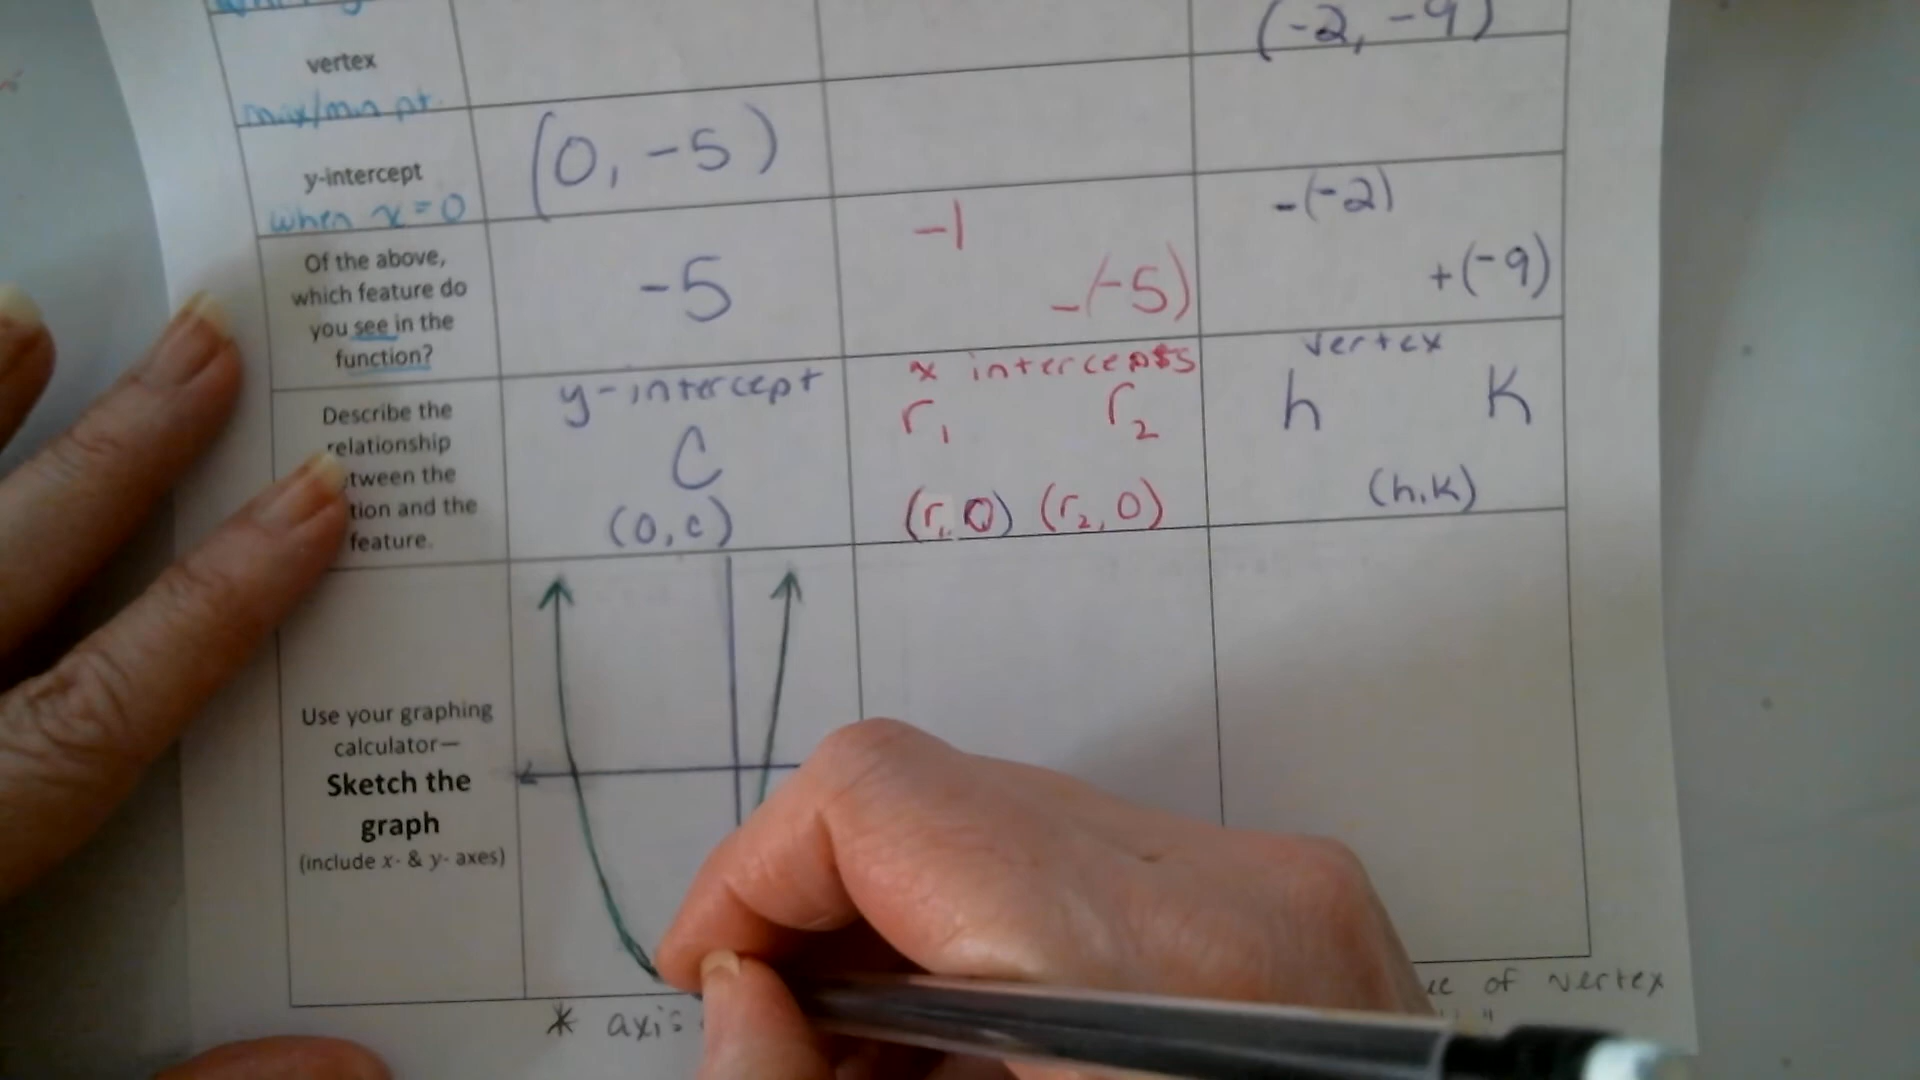 (-2, -9)
vertex
max/min pt.
y-intercept
when x=0
(0, -5)
Of the above,
which feature do
you see in the
function?
-5
-1
-(-5)
-(-2)
+(-9)
Describe the
relationship
tween the
tion and the
feature.
y-intercept
C
(0,c)
x intercepts
r₁ r₂
(r₁,0) (r₂,0)
vertex
h K
(h,k)
Use your graphing
calculator—
Sketch the
graph
(include x- & y- axes)
* axis
of vertex